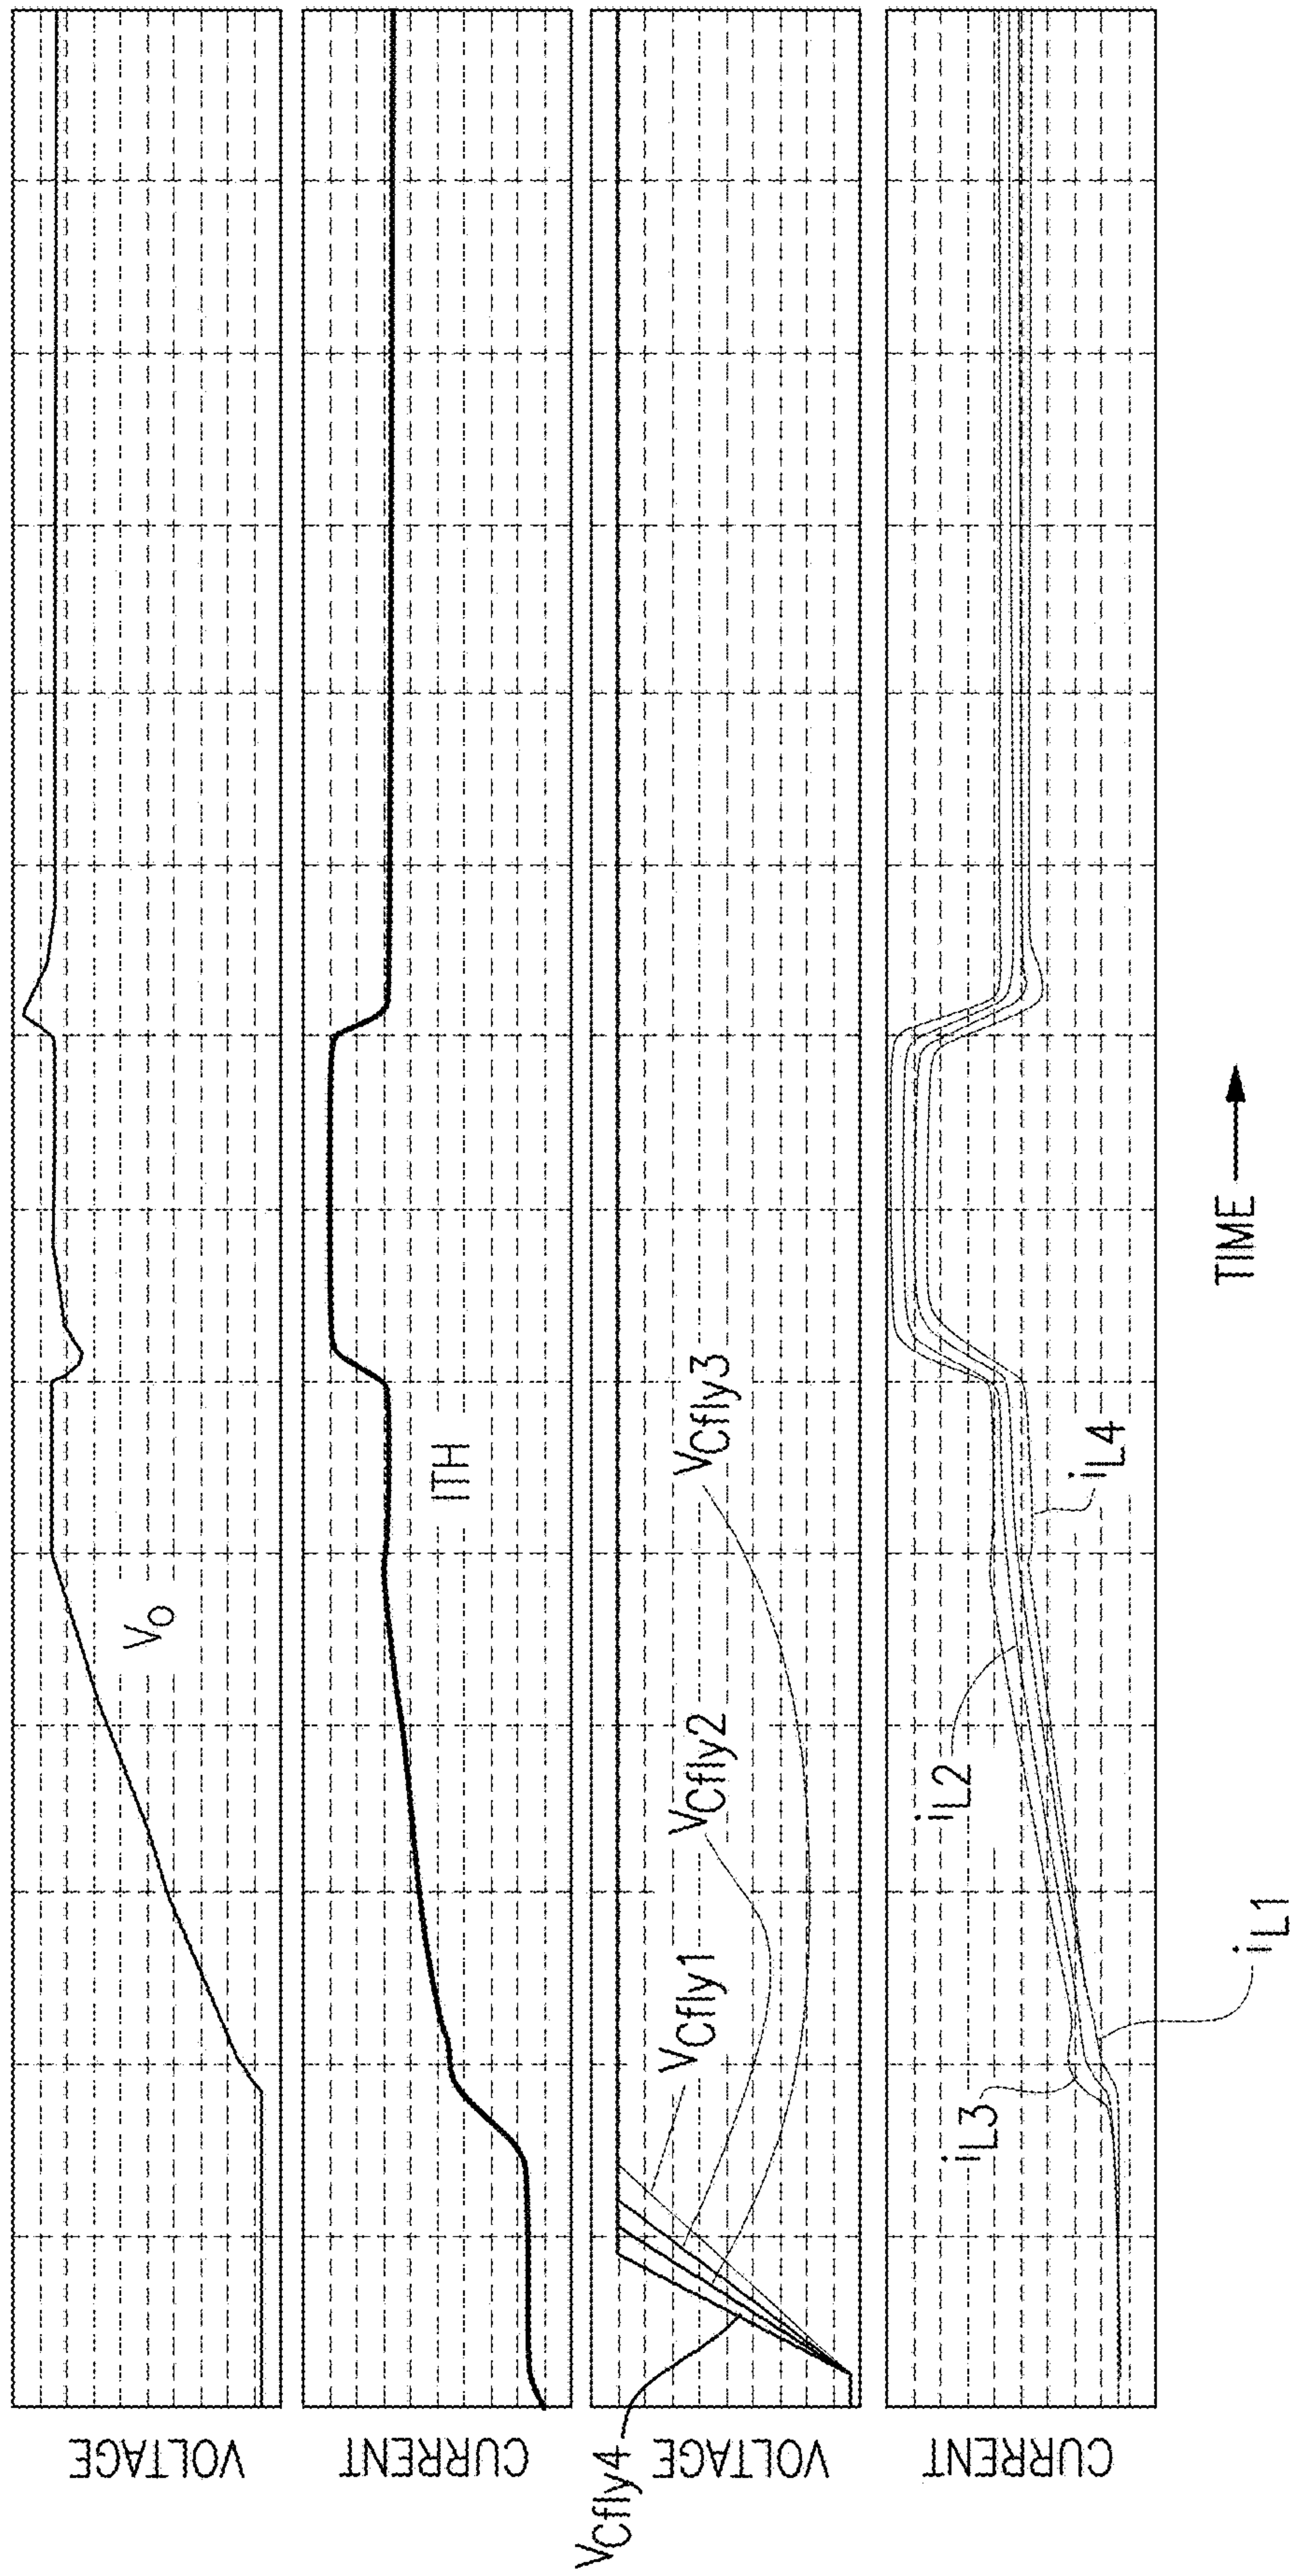 VOLTAGE
V₀
CURRENT
ITH
VOLTAGE
VCfly4
VCfly1
VCfly2
VCfly3
CURRENT
iL3
iL1
iL2
iL4
TIME